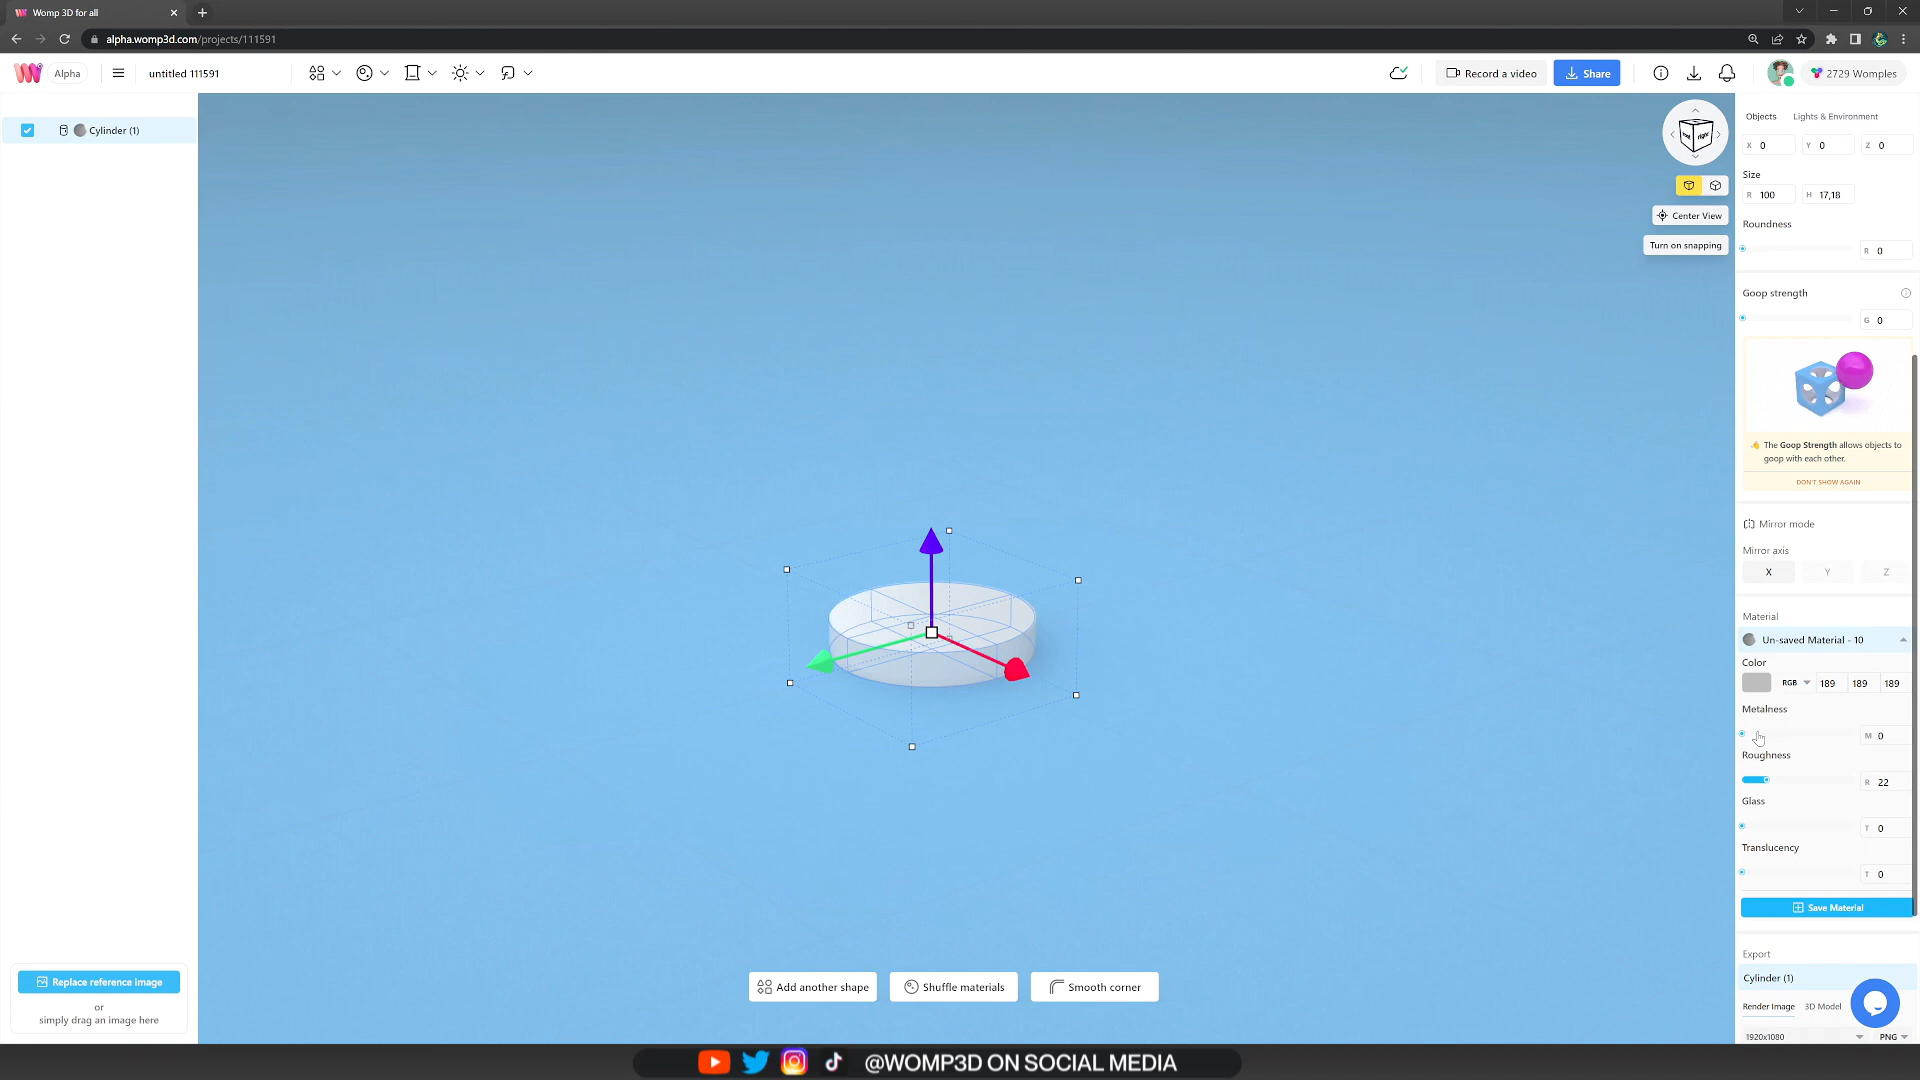 Womp 3D for all
alpha.womp3d.com/projects/111591
Alpha
untitled 111591
Record a video
Share
2729 Womples
Cylinder (1)
right
Center View
Turn on snapping
Objects Lights & Environment
X 0 Y 0 Z 0
Size
R 100 H 17,18
Roundness
R 0
Goop strength
G 0
The Goop Strength allows objects to
goop with each other.
DON'T SHOW AGAIN
Mirror mode
Mirror axis
X Y Z
Material
Un-saved Material - 10
Color
RGB 189 189 189
Metalness
M 0
Roughness
R 22
Glass
T 0
Translucency
T 0
Save Material
Export
Cylinder (1)
Render Image 3D Model
1920x1080 PNG
Replace reference image
or
simply drag an image here
Add another shape
Shuffle materials
Smooth corner
@WOMP3D ON SOCIAL MEDIA